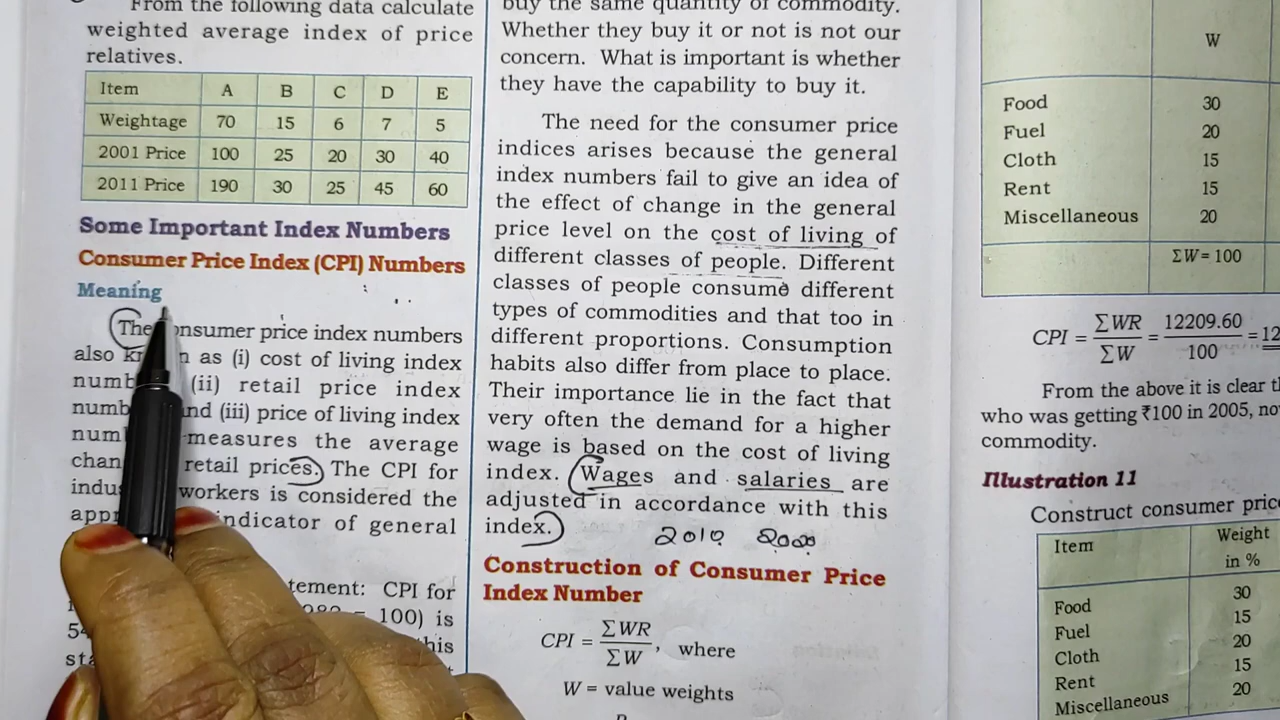 From the following data calculate
weighted average index of price
relatives.
Item A B C D E
Weightage 70 15 6 7 5
2001 Price 100 25 20 30 40
2011 Price 190 30 25 45 60
Some Important Index Numbers
Consumer Price Index (CPI) Numbers
Meaning
The consumer price index numbers
also as (i) cost of living index
(ii) retail price index
and (iii) price of living index
measures the average
retail prices. The CPI for
workers is considered the
indicator of general
CPI for
100) is
this
buy the same quantity of commodity.
Whether they buy it or not is not our
concern. What is important is whether
they have the capability to buy it.
The need for the consumer price
indices arises because the general
index numbers fail to give an idea of
the effect of change in the general
price level on the cost of living of
different classes of people. Different
classes of people consume different
types of commodities and that too in
different proportions. Consumption
habits also differ from place to place.
Their importance lie in the fact that
very often the demand for a higher
wage is based on the cost of living
index. Wages and salaries are
adjusted in accordance with this
index.
2010 2000
Construction of Consumer Price
Index Number
CPI = ΣWR / ΣW, where
W = value weights
W
Food 30
Fuel 20
Cloth 15
Rent 15
Miscellaneous 20
ΣW = 100
CPI = ΣWR / ΣW = 12209.60 / 100 = 12
From the above it is clear
who was getting ₹100 in 2005,
commodity.
Illustration 11
Construct consumer
Item Weight in %
Food 30
Fuel 15
Cloth 20
Rent 15
Miscellaneous 20